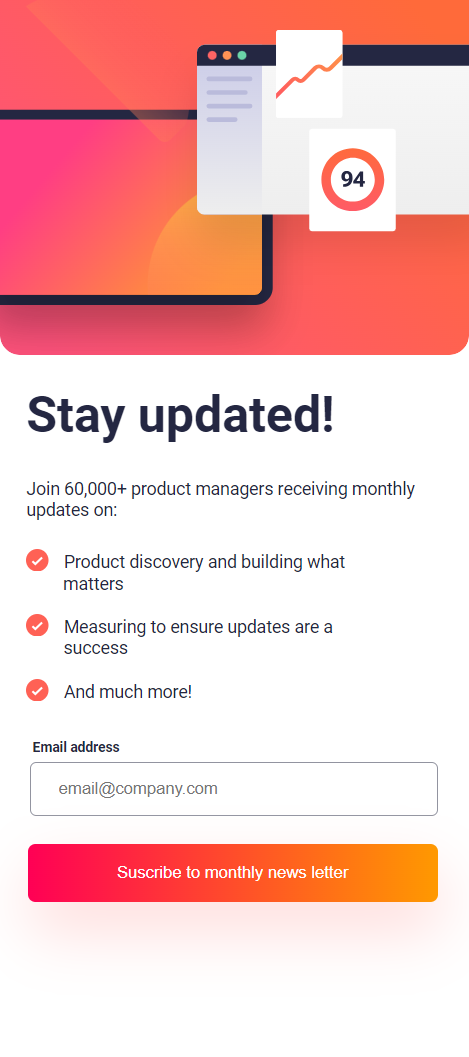 94
Stay updated!
Join 60,000+ product managers receiving monthly
updates on:
Product discovery and building what
matters
Measuring to ensure updates are a
success
And much more!
Email address
email@company.com
Suscribe to monthly news letter